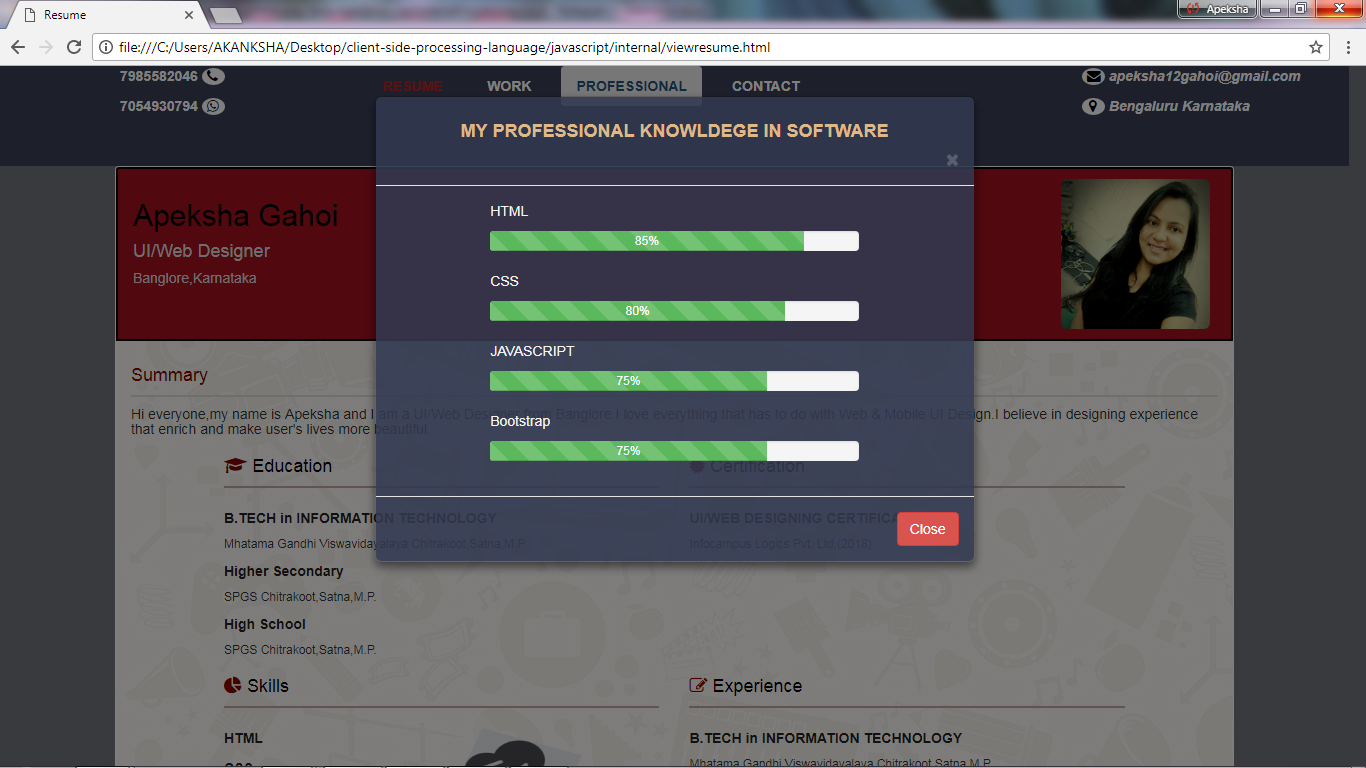 Resume
Apeksha
file:///C:/Users/AKANKSHA/Desktop/client-side-processing-language/javascript/internal/viewresume.html
7985582046
RESUME WORK PROFESSIONAL CONTACT
apeksha12gahoi@gmail.com
7054930794
Bengaluru Karnataka
MY PROFESSIONAL KNOWLDEGE IN SOFTWARE
Apeksha Gahoi
UI/Web Designer
Banglore,Karnataka
HTML
85%
CSS
80%
JAVASCRIPT
75%
Bootstrap
75%
Close
Summary
Hi everyone,my name is Apeksha and I am a UI/Web Designer from Banglore.I love everything that has to do with Web & Mobile UI Design.I believe in designing experience
that enrich and make user's lives more beautiful.
Education
Certification
B.TECH in INFORMATION TECHNOLOGY
UI/WEB DESIGNING
Mhatama Gandhi Viswavidayalaya Chitrakoot,Satna M.P.
Infocampus Logics Pvt. Ltd (2018)
Higher Secondary
SPGS Chitrakoot,Satna,M.P.
High School
SPGS Chitrakoot,Satna,M.P.
Skills
Experience
HTML
B.TECH in INFORMATION TECHNOLOGY
Mhatama Gandhi Viswavidayalaya Chitrakoot,Satna M.P.